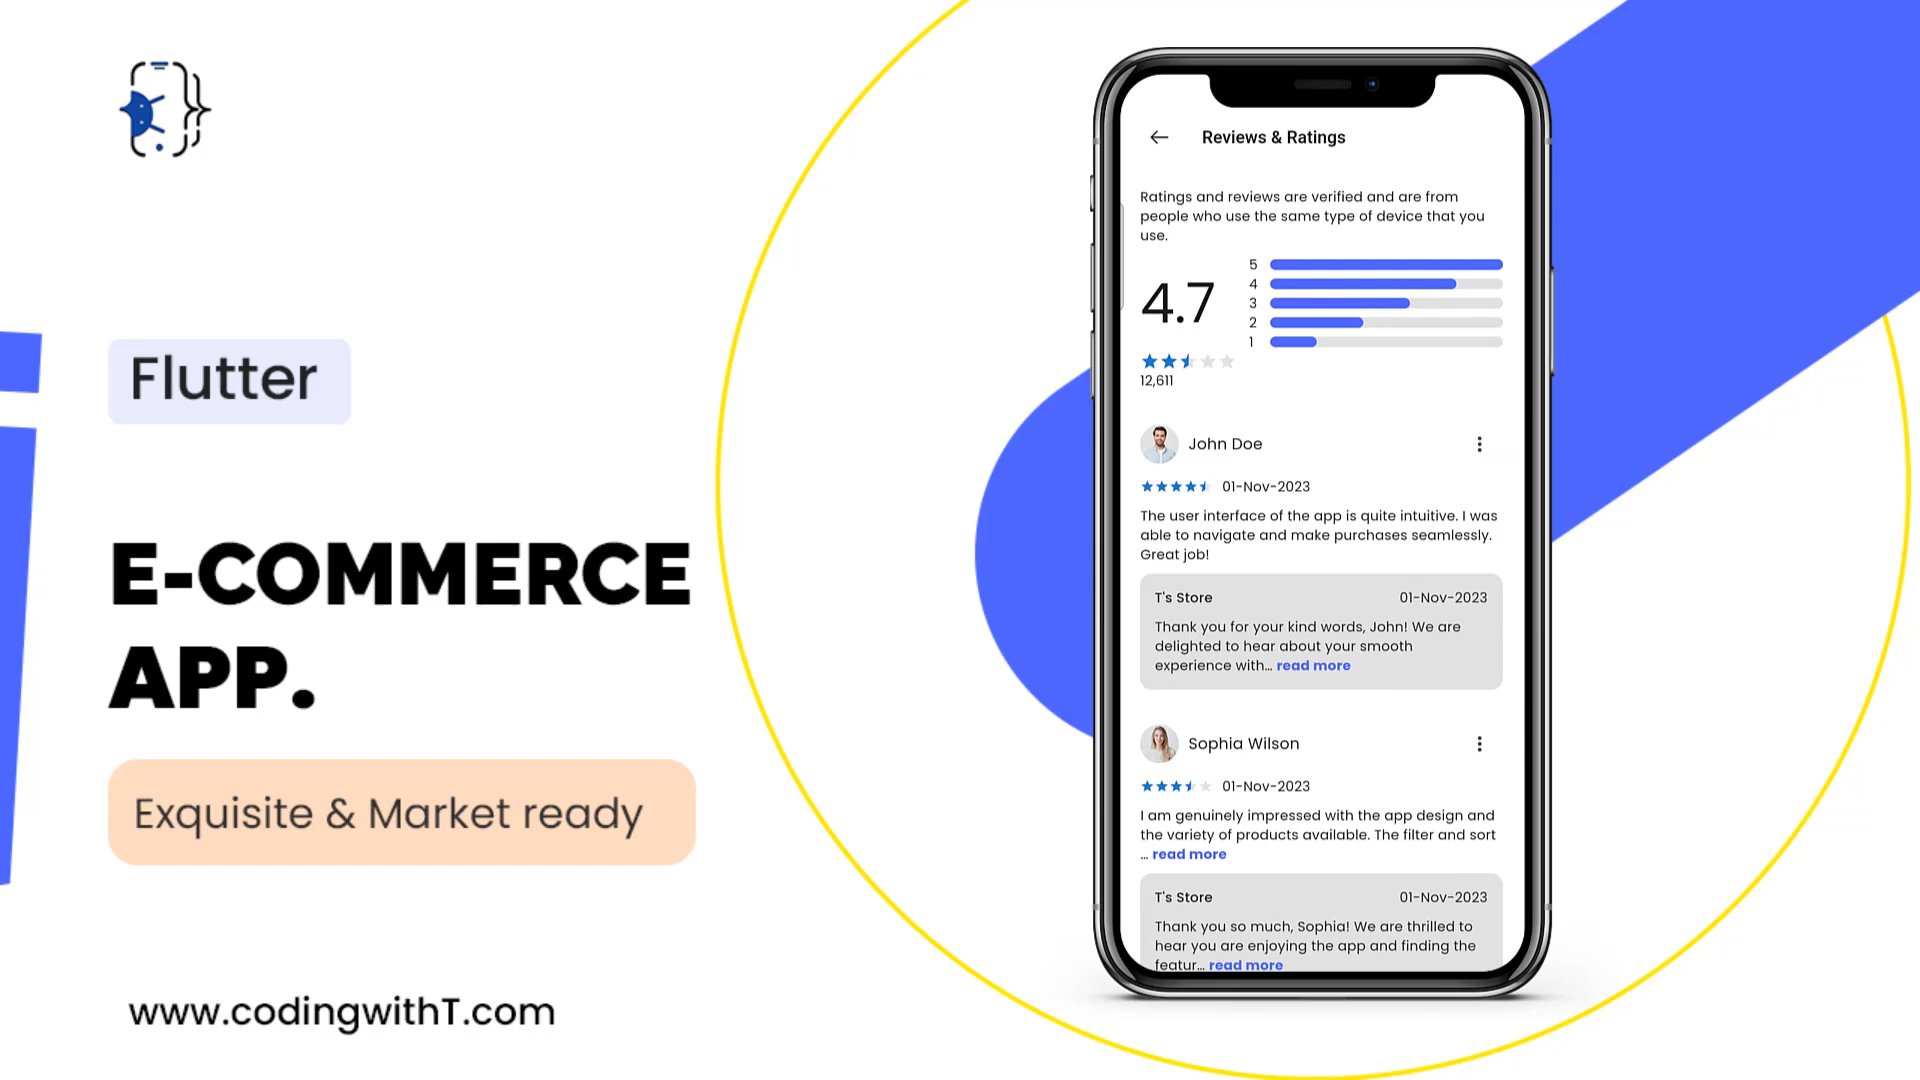 Flutter
E-COMMERCE
APP.
Exquisite & Market ready
www.codingwithT.com
Reviews & Ratings
Ratings and reviews are verified and are from
people who use the same type of device that you
use.
4.7
5
4
3
2
1
12,611
John Doe
01-Nov-2023
The user interface of the app is quite intuitive. I was
able to navigate and make purchases seamlessly.
Great job!
T's Store 01-Nov-2023
Thank you for your kind words, John! We are
delighted to hear about your smooth
experience with... read more
Sophia Wilson
01-Nov-2023
I am genuinely impressed with the app design and
the variety of products available. The filter and sort
... read more
T's Store 01-Nov-2023
Thank you so much, Sophia! We are thrilled to
hear you are enjoying the app and finding the
featur... read more